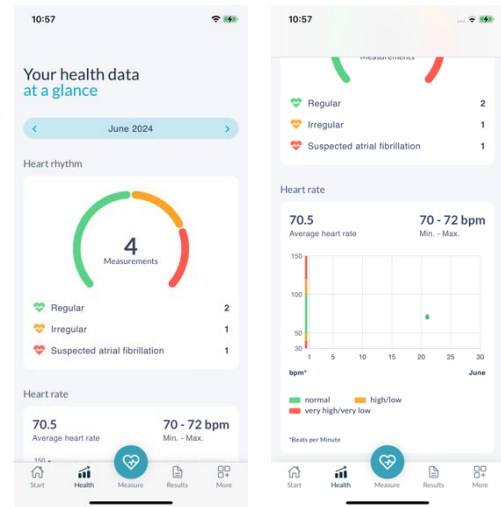 10:57
Your health data
at a glance
June 2024
Heart rhythm
4
Measurements
Regular 2
Irregular 1
Suspected atrial fibrillation 1
Heart rate
70.5 70 - 72 bpm
Average heart rate Min. - Max.
150
Start Health Measure Results More
10:57
Measurements
Regular 2
Irregular 1
Suspected atrial fibrillation 1
Heart rate
70.5 70 - 72 bpm
Average heart rate Min. - Max.
150
100
50
30
1 5 10 15 20 25 30
bpm* June
normal high/low
very high/very low
*Beats per Minute
Start Health Measure Results More